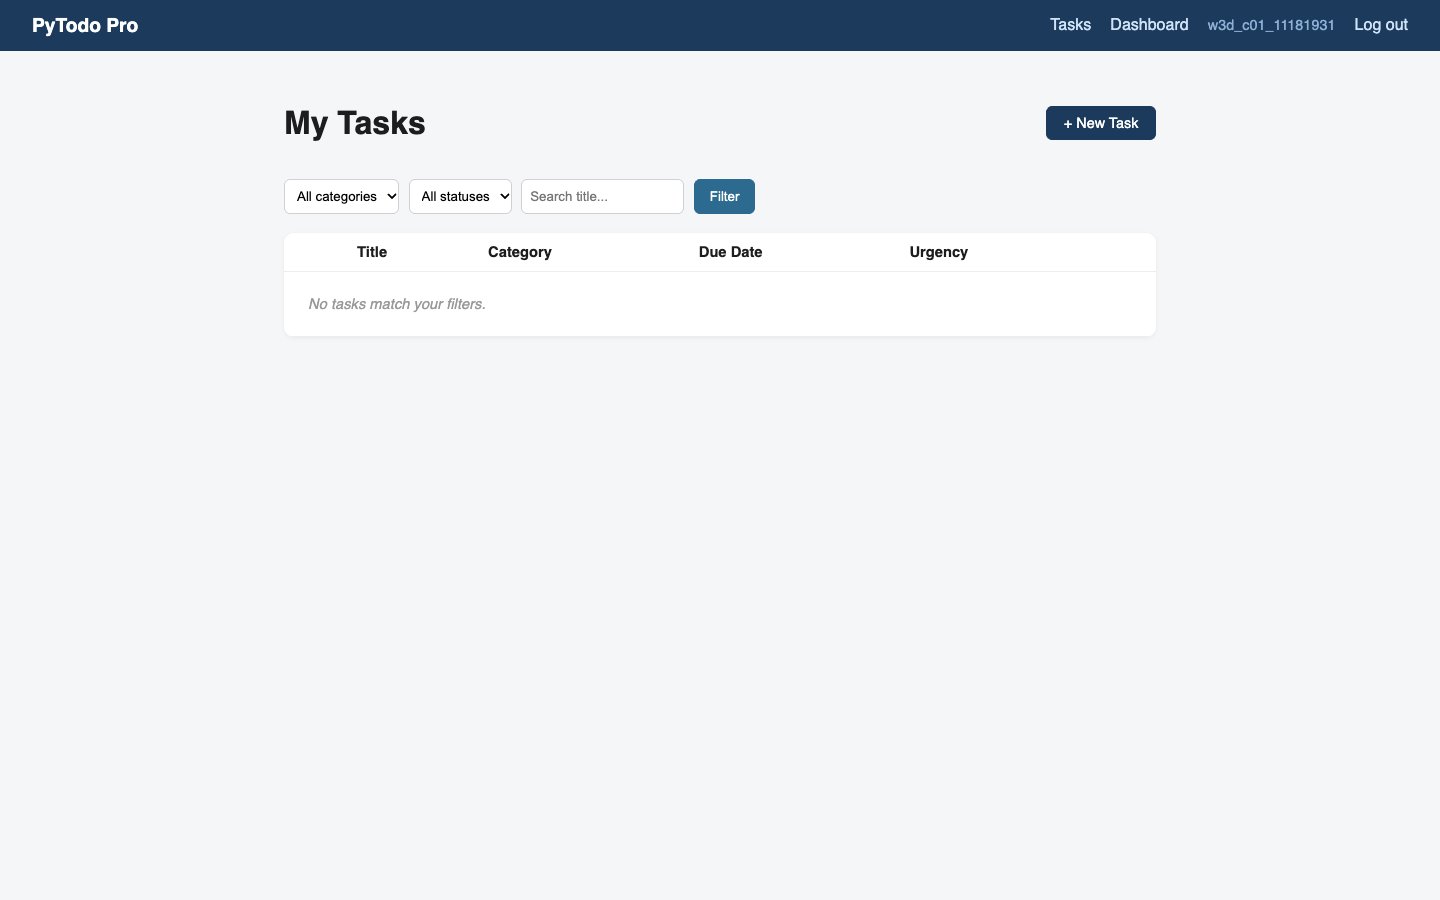 PyTodo Pro
Tasks Dashboard w3d_c01_11181931 Log out
My Tasks
+ New Task
All categories All statuses Search title... Filter
Title Category Due Date Urgency
No tasks match your filters.